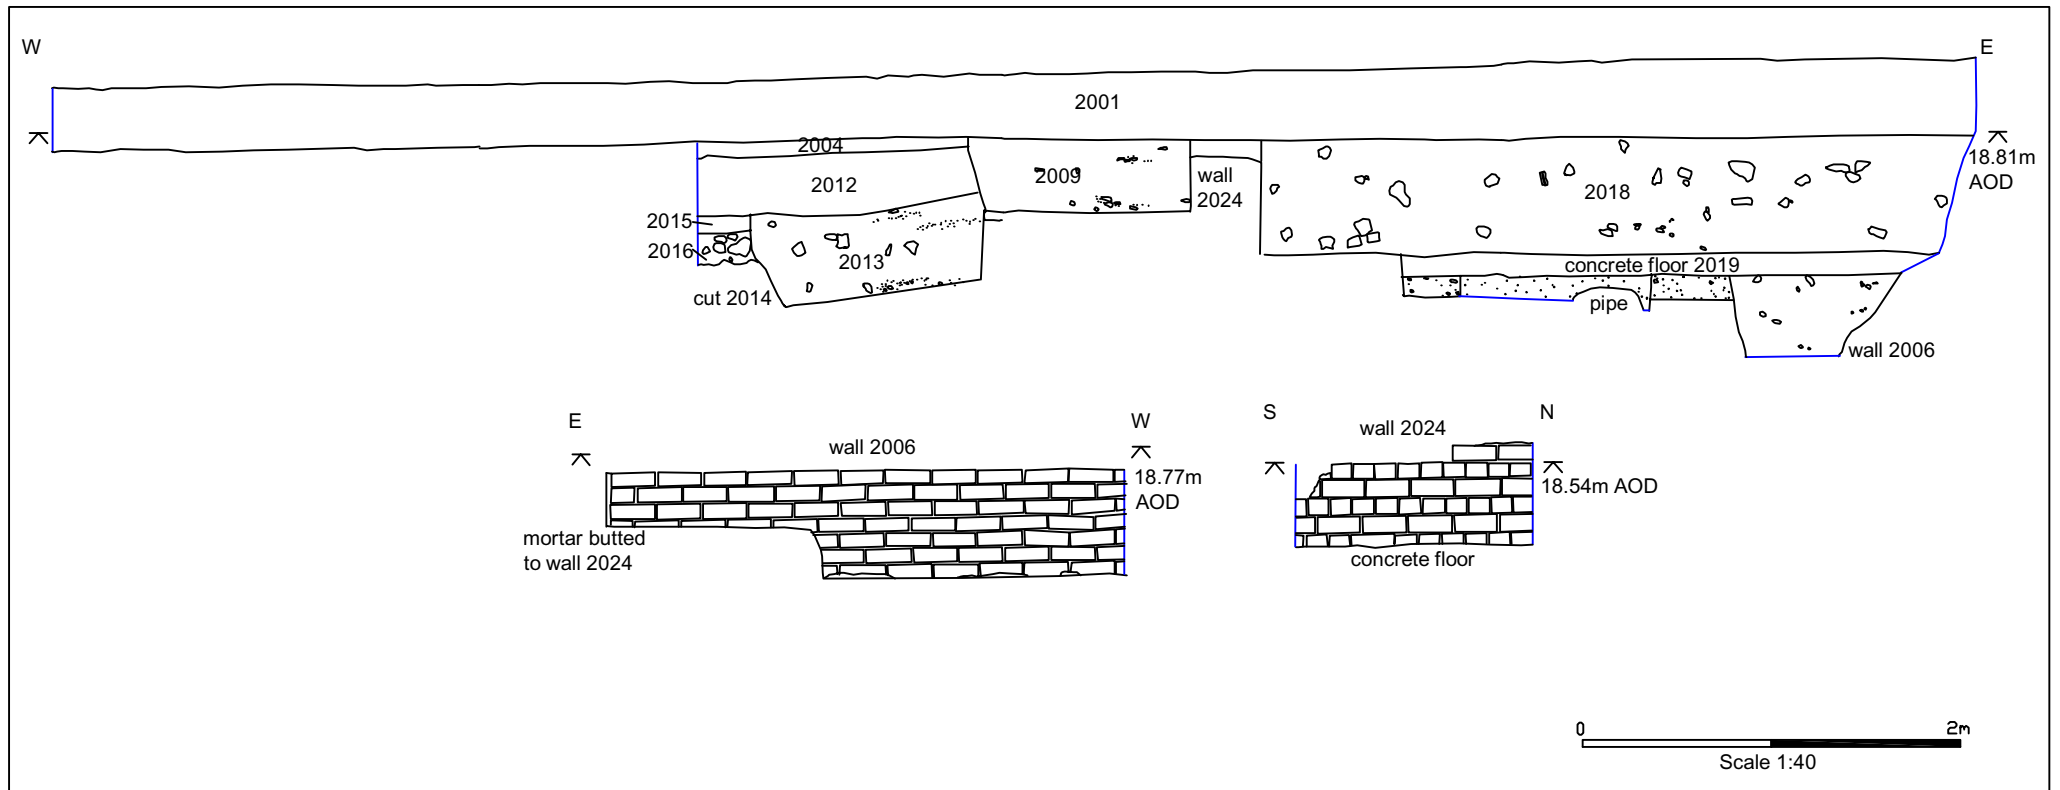 W
E
2001
2004
18.81m
AOD
2012
2009
wall
2024
2018
2015
2016
2013
cut 2014
concrete floor 2019
pipe
wall 2006
E
wall 2006
W
18.77m
AOD
mortar butted
to wall 2024
S
wall 2024
N
18.54m AOD
concrete floor
0
2m
Scale 1:40